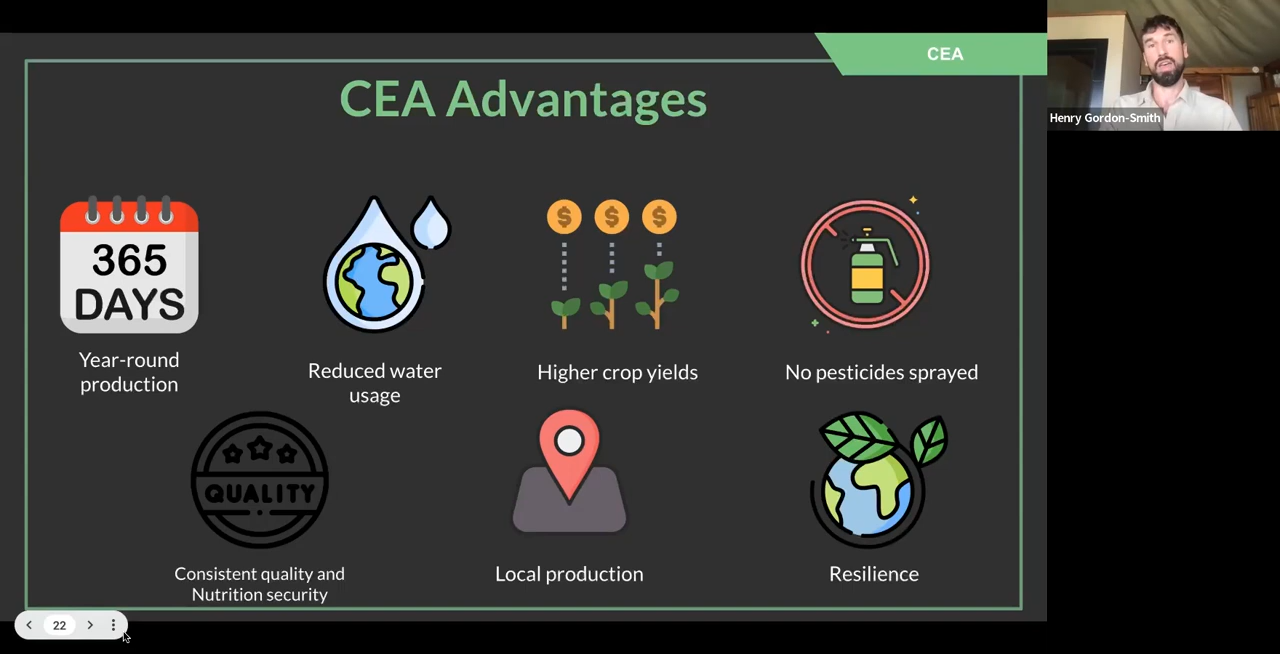 CEA
Henry Gordon-Smith
CEA Advantages
365
DAYS
$ $ $
Year-round
production
Reduced water
usage
Higher crop yields
No pesticides sprayed
QUALITY
Consistent quality and
Nutrition security
Local production
Resilience
22